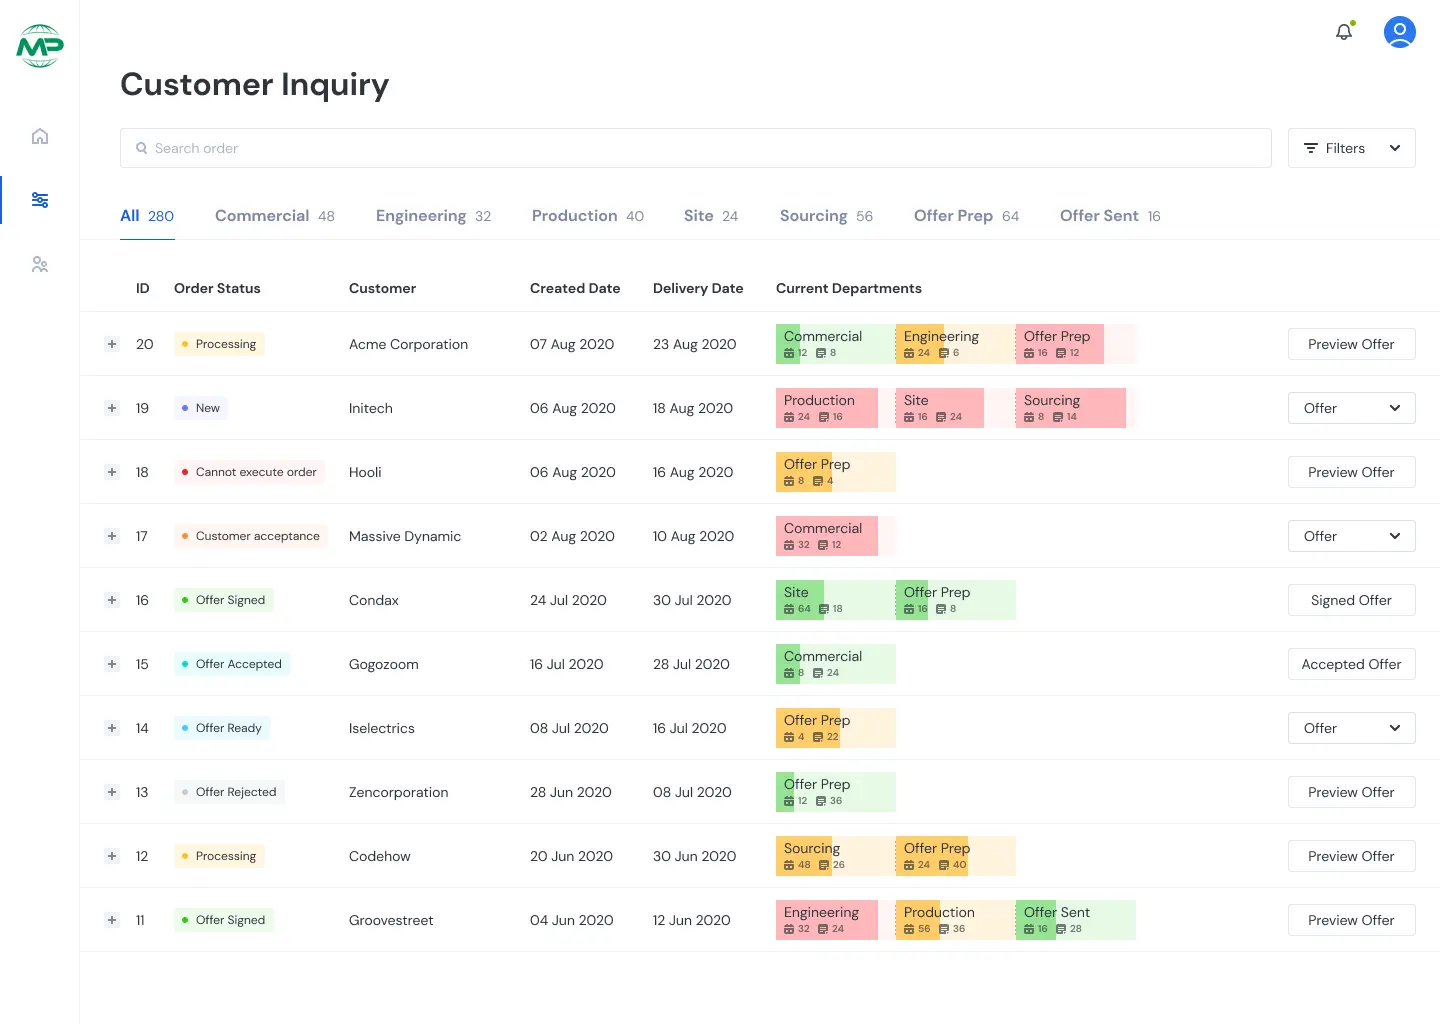 MP
Customer Inquiry
Search order
Filters
All 280 Commercial 48 Engineering 32 Production 40 Site 24 Sourcing 56 Offer Prep 64 Offer Sent 16
ID Order Status Customer Created Date Delivery Date Current Departments
20 Processing Acme Corporation 07 Aug 2020 23 Aug 2020 Commercial Engineering Offer Prep Preview Offer
12 8 24 6 16 12
19 New Initech 06 Aug 2020 18 Aug 2020 Production Site Sourcing Offer
24 16 16 24 8 14
18 Cannot execute order Hooli 06 Aug 2020 16 Aug 2020 Offer Prep Preview Offer
8 4
17 Customer acceptance Massive Dynamic 02 Aug 2020 10 Aug 2020 Commercial Offer
32 12
16 Offer Signed Condax 24 Jul 2020 30 Jul 2020 Site Offer Prep Signed Offer
64 18 16 8
15 Offer Accepted Gogozoom 16 Jul 2020 28 Jul 2020 Commercial Accepted Offer
8 24
14 Offer Ready Iselectrics 08 Jul 2020 16 Jul 2020 Offer Prep Offer
4 22
13 Offer Rejected Zencorporation 28 Jun 2020 08 Jul 2020 Offer Prep Preview Offer
12 36
12 Processing Codehow 20 Jun 2020 30 Jun 2020 Sourcing Offer Prep Preview Offer
48 26 24 40
11 Offer Signed Groovestreet 04 Jun 2020 12 Jun 2020 Engineering Production Offer Sent Preview Offer
32 24 56 36 16 28